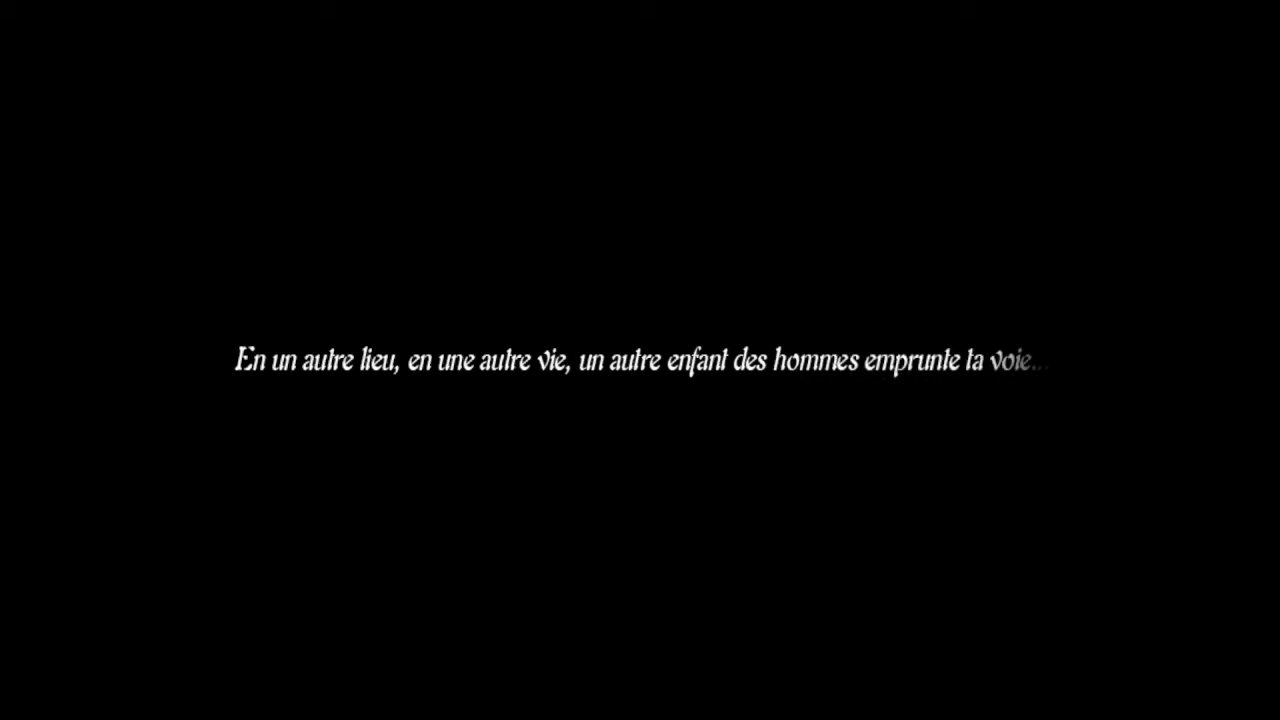 En un autre lieu, en une autre vie, un autre enfant des hommes emprunte ta voie...